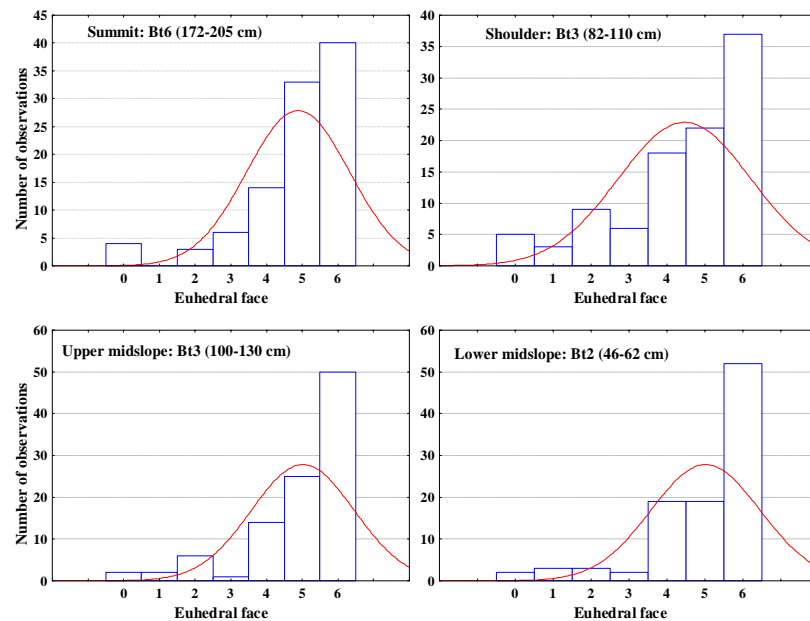 Summit: Bt6 (172-205 cm)
Number of observations
45
40
35
30
25
20
15
10
5
0
0 1 2 3 4 5 6
Euhedral face
Shoulder: Bt3 (82-110 cm)
40
35
30
25
20
15
10
5
0
0 1 2 3 4 5 6
Euhedral face
Upper midslope: Bt3 (100-130 cm)
Number of observations
60
50
40
30
20
10
0
0 1 2 3 4 5 6
Euhedral face
Lower midslope: Bt2 (46-62 cm)
60
50
40
30
20
10
0
0 1 2 3 4 5 6
Euhedral face